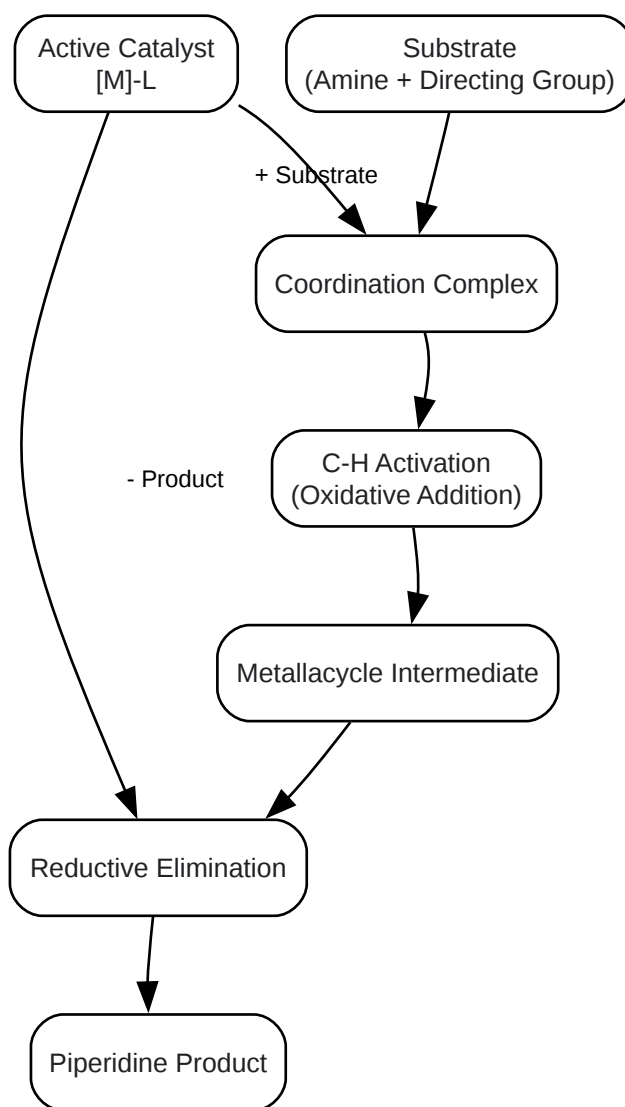 Active Catalyst
[M]-L
Substrate
(Amine + Directing Group)
+ Substrate
Coordination Complex
C-H Activation
(Oxidative Addition)
- Product
Metallacycle Intermediate
Reductive Elimination
Piperidine Product